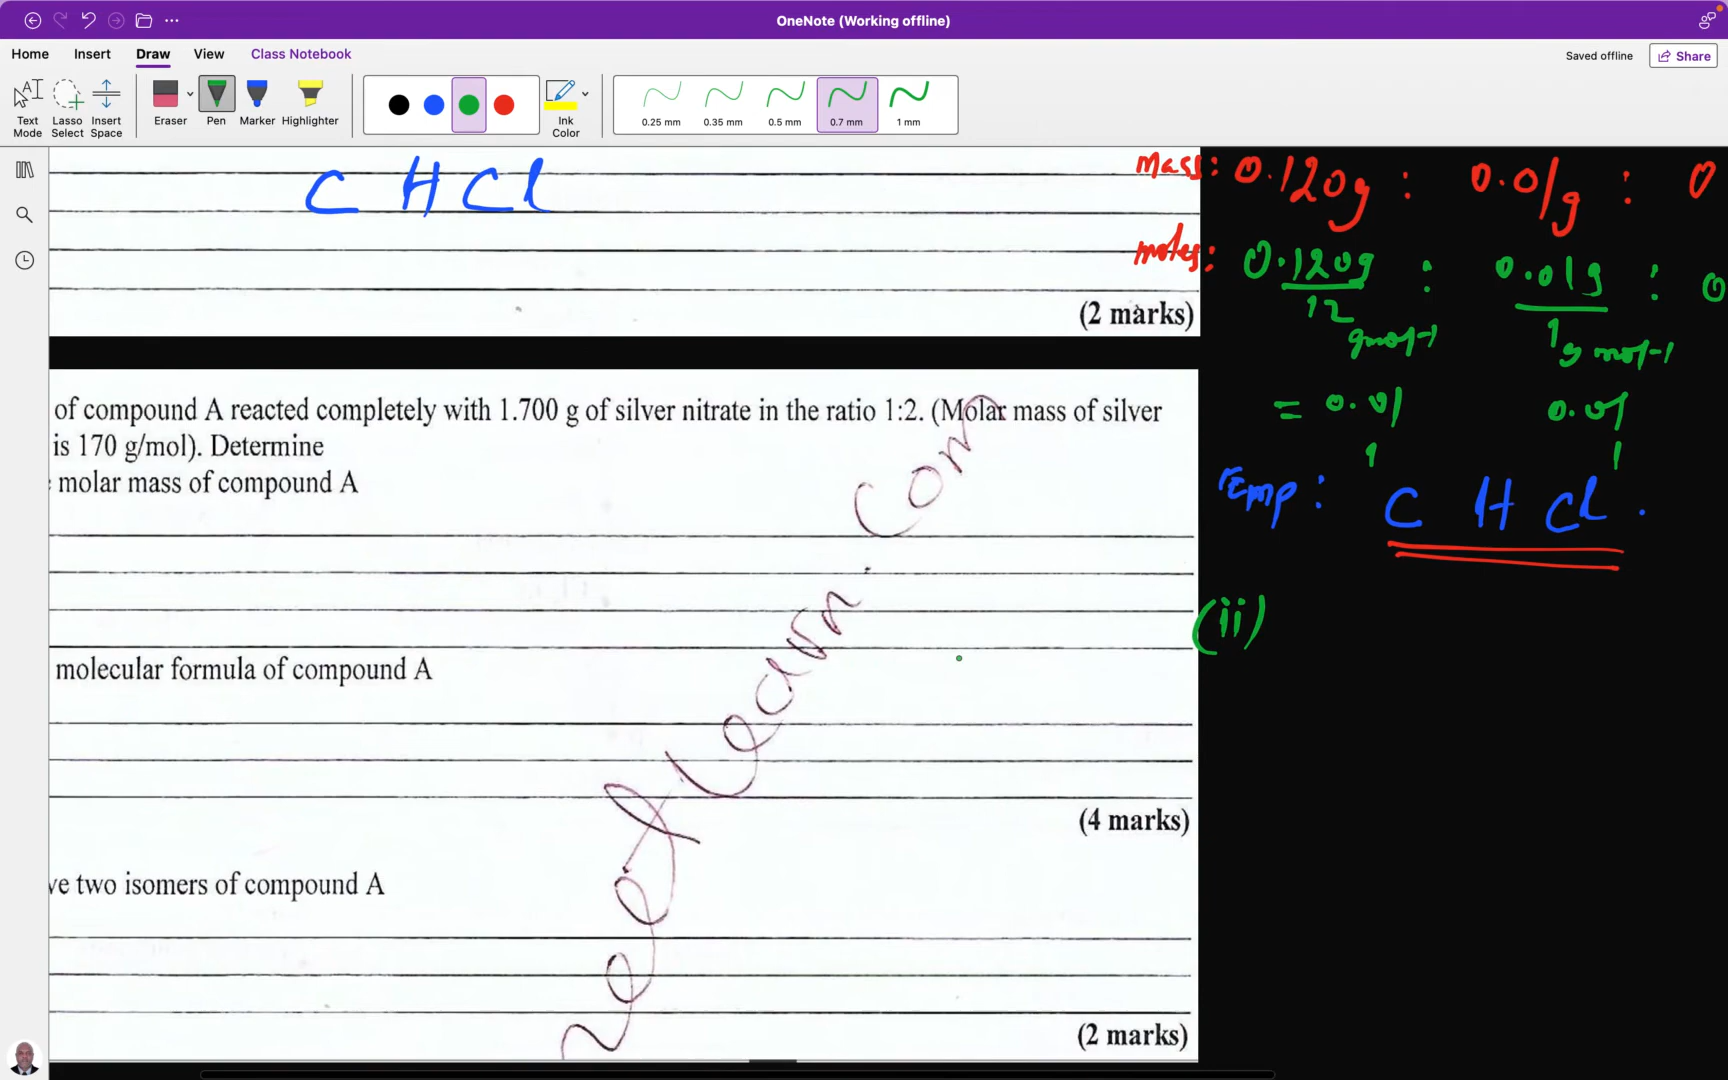 OneNote (Working offline)
Home Insert Draw View Class Notebook
Saved offline Share
Text Mode Lasso Select Insert Space Eraser Pen Marker Highlighter Ink Color 0.25 mm 0.35 mm 0.5 mm 0.7 mm 1 mm
C H Cl
(2 marks)
of compound A reacted completely with 1.700 g of silver nitrate in the ratio 1:2. (Molar mass of silver
is 170 g/mol). Determine
molar mass of compound A
molecular formula of compound A
(4 marks)
ve two isomers of compound A
(2 marks)
mass: 0.120g : 0.01g : 0
moles: 0.120g : 0.01g : 0
12 gmol-1 1 g mol-1
= 0.01 0.01
1 1
Emp: C H Cl.
(ii)